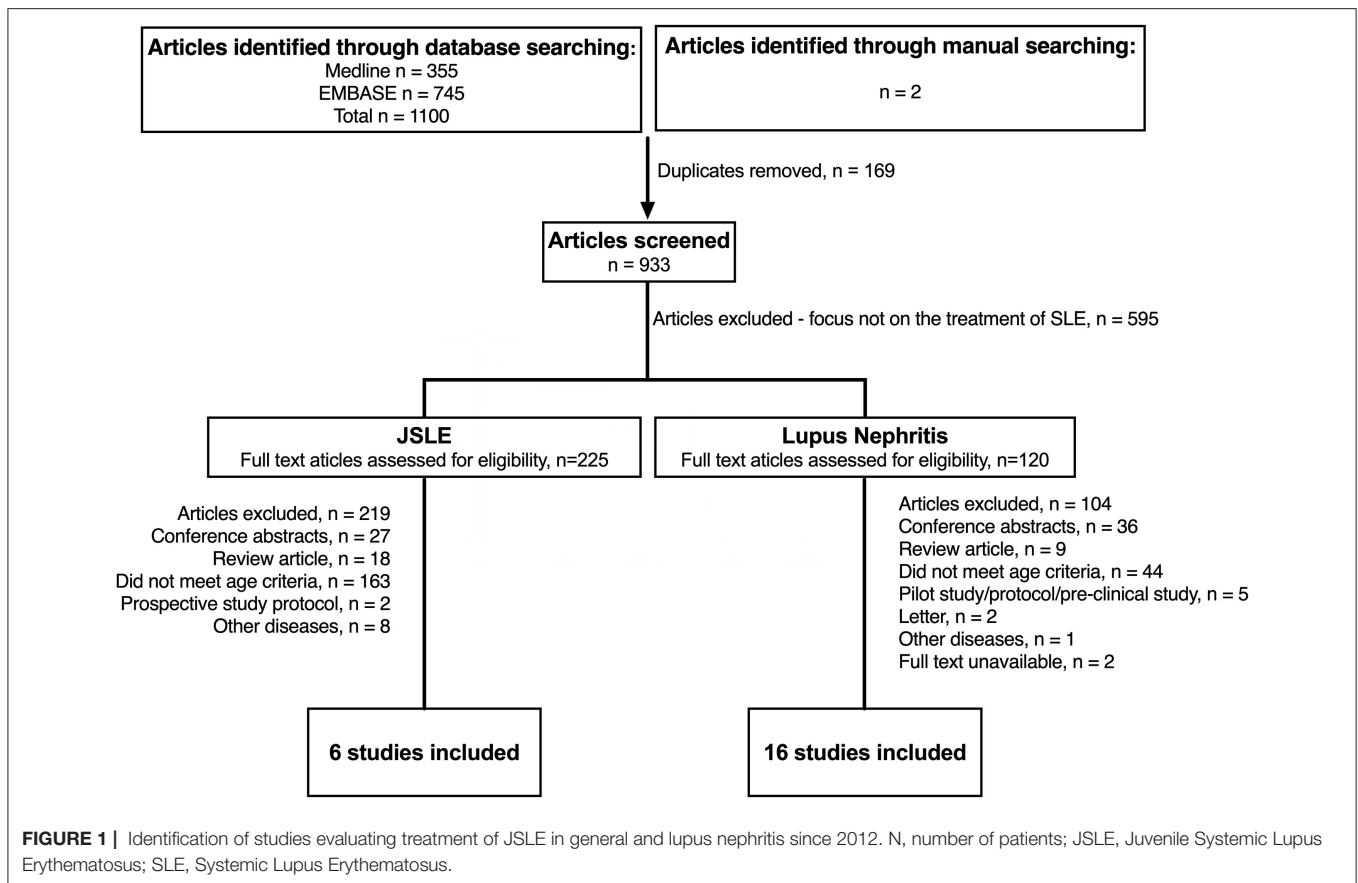 Articles identified through database searching:
Medline n = 355
EMBASE n = 745
Total n = 1100
Articles identified through manual searching:
n = 2
Duplicates removed, n = 169
Articles screened
n = 933
Articles excluded - focus not on the treatment of SLE, n = 595
JSLE
Full text aticles assessed for eligibility, n=225
Lupus Nephritis
Full text aticles assessed for eligibility, n=120
Articles excluded, n = 219
Conference abstracts, n = 27
Review article, n = 18
Did not meet age criteria, n = 163
Prospective study protocol, n = 2
Other diseases, n = 8
Articles excluded, n = 104
Conference abstracts, n = 36
Review article, n = 9
Did not meet age criteria, n = 44
Pilot study/protocol/pre-clinical study, n = 5
Letter, n = 2
Other diseases, n = 1
Full text unavailable, n = 2
6 studies included
16 studies included
FIGURE 1 | Identification of studies evaluating treatment of JSLE in general and lupus nephritis since 2012. N, number of patients; JSLE, Juvenile Systemic Lupus
Erythematosus; SLE, Systemic Lupus Erythematosus.